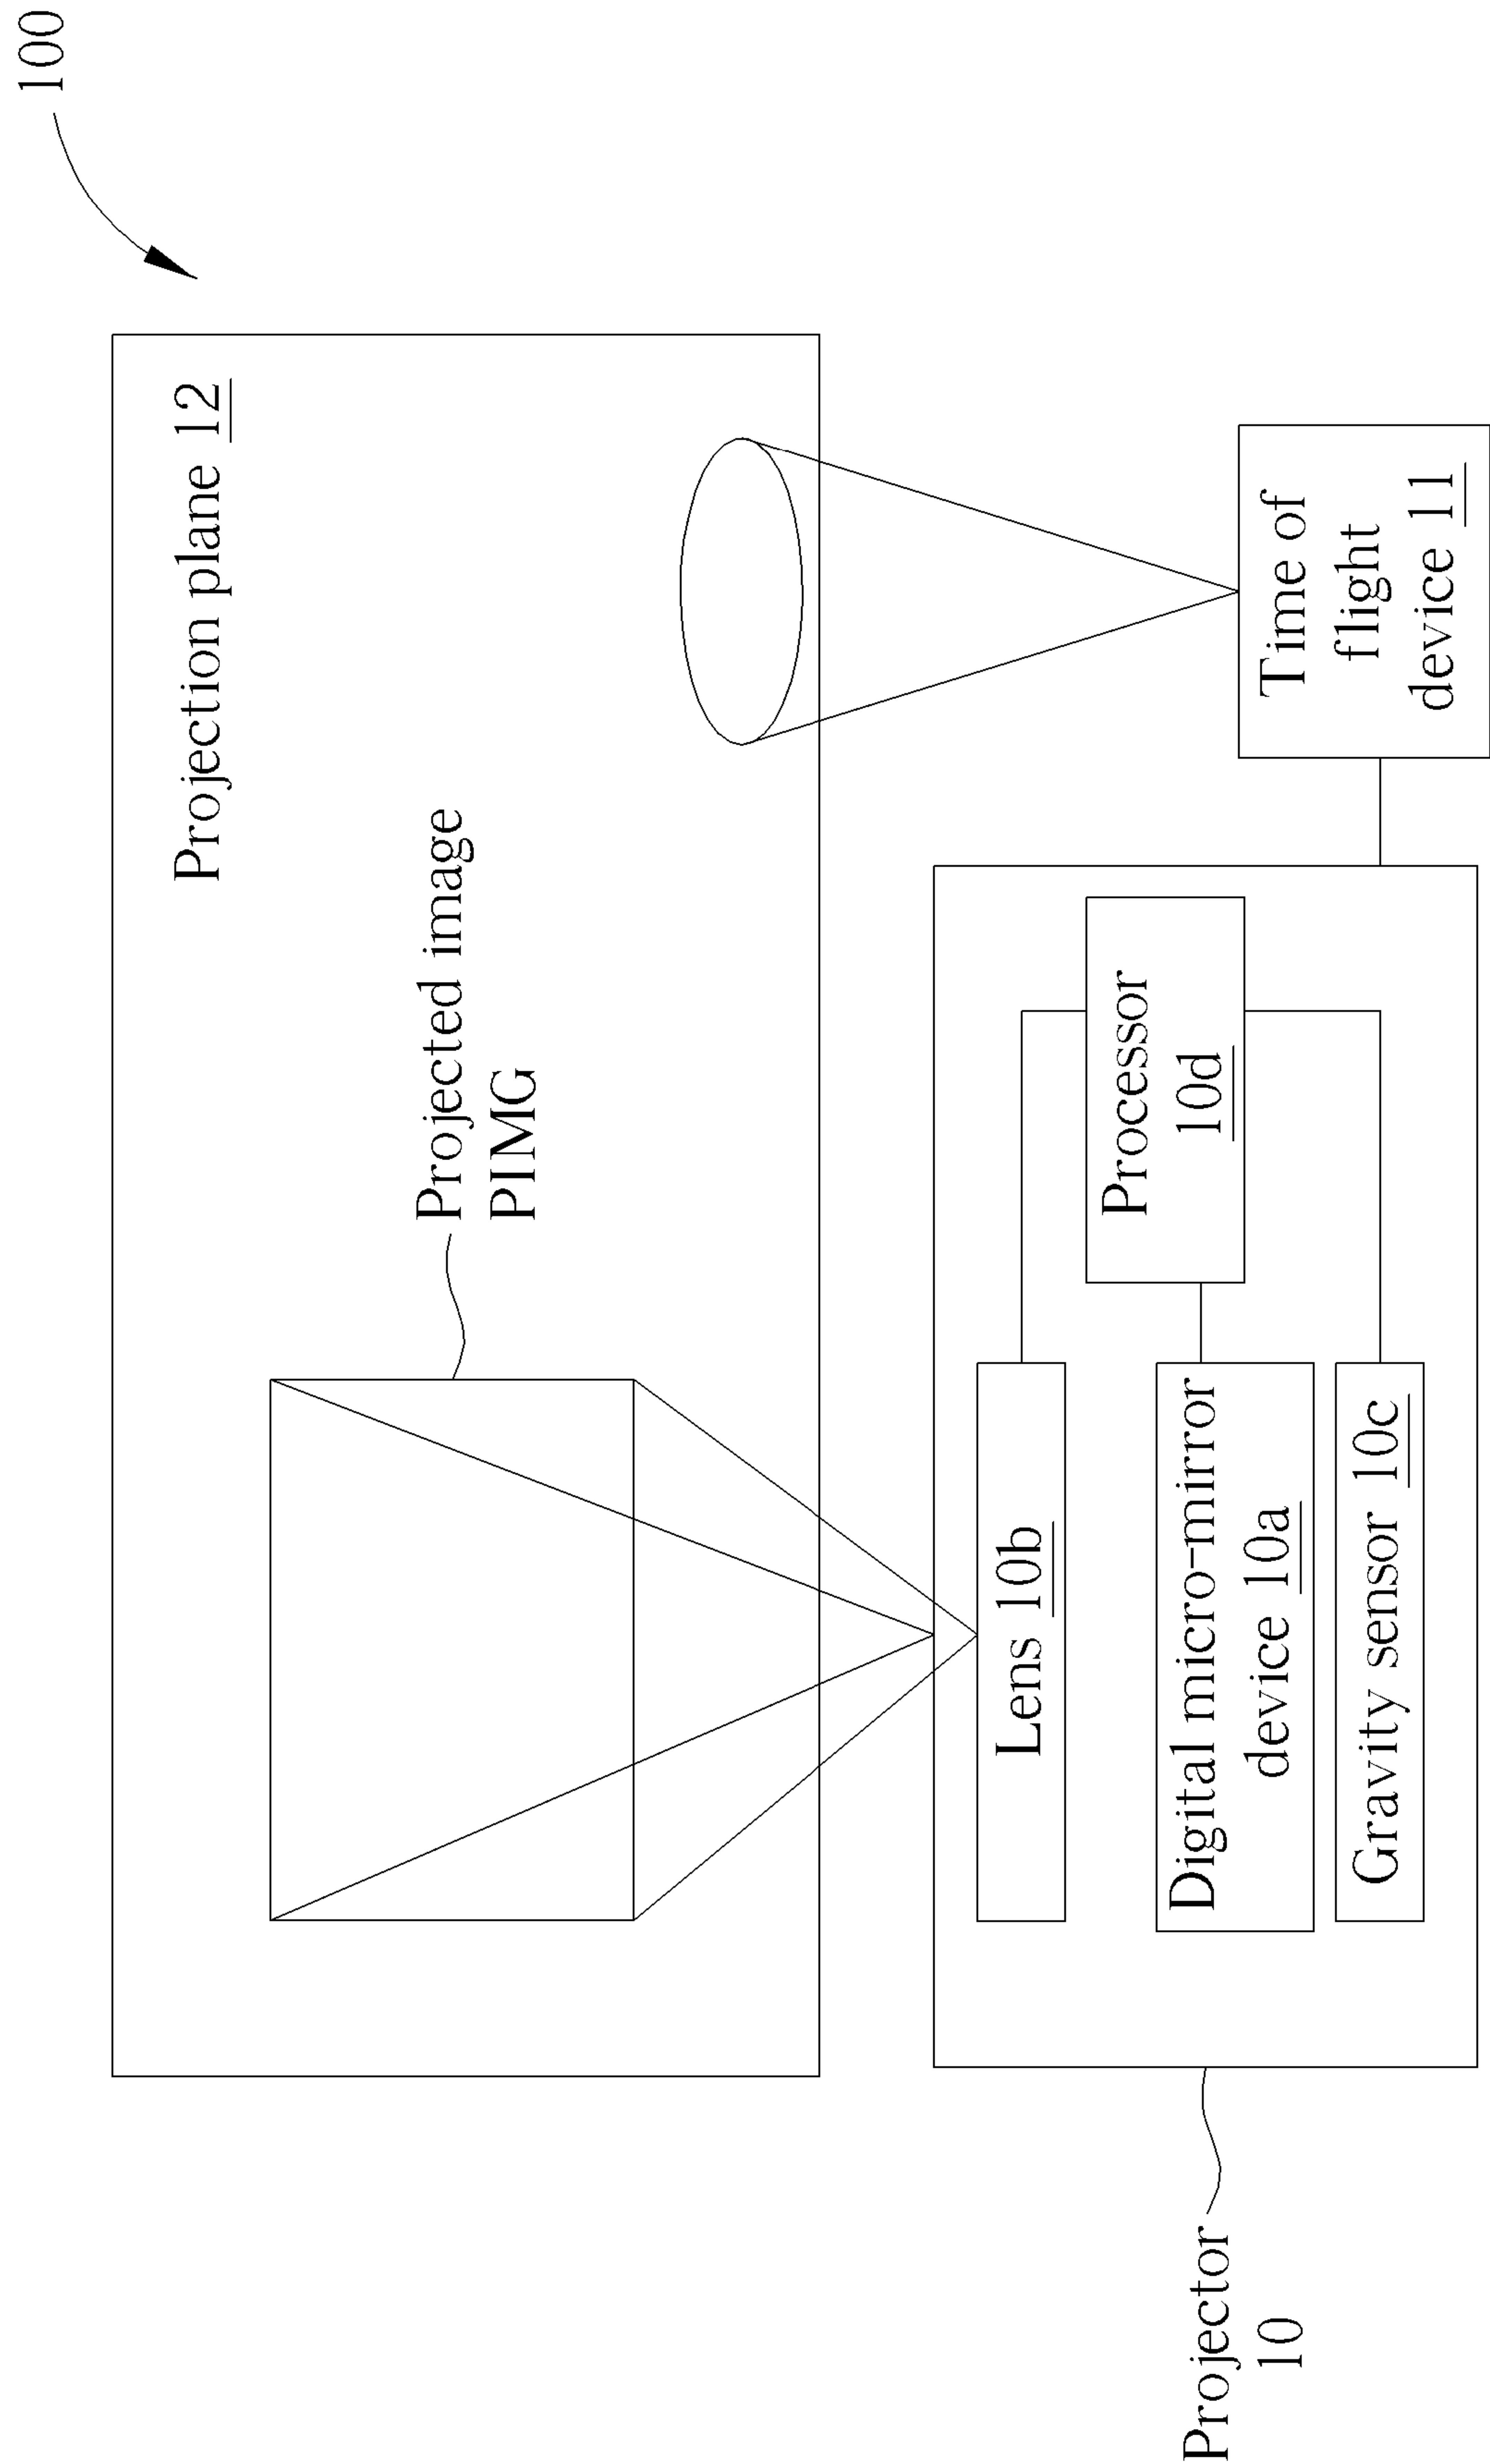 100
Projection plane 12
Projected image
PIMG
Lens 10b
Processor
10d
Digital micro-mirror
device 10a
Gravity sensor 10c
Time of
flight
device 11
Projector
10